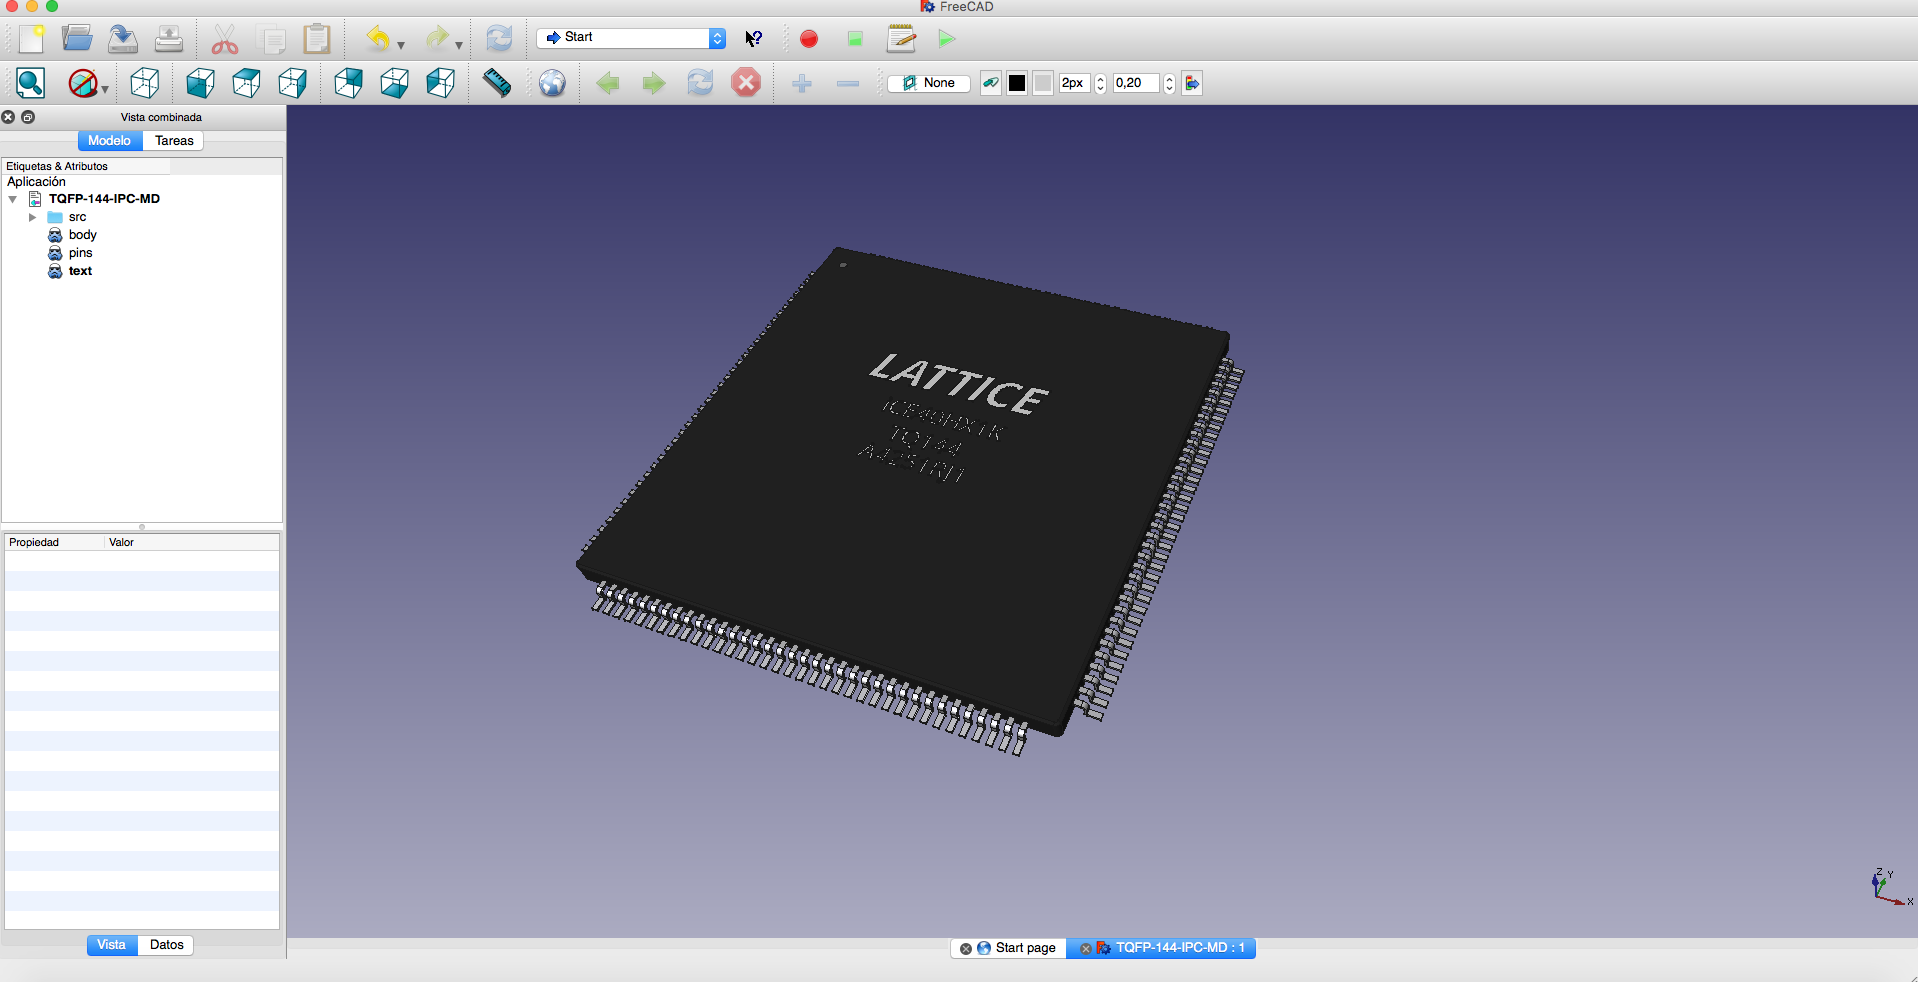 FreeCAD
Start
None
2px
0,20
Vista combinada
Modelo
Tareas
Etiquetas & Atributos
Aplicación
TQFP-144-IPC-MD
src
body
pins
text
Propiedad
Valor
Vista
Datos
LATTICE
ICE40HX1K
TQ144
Z
Y
X
Start page
TQFP-144-IPC-MD : 1